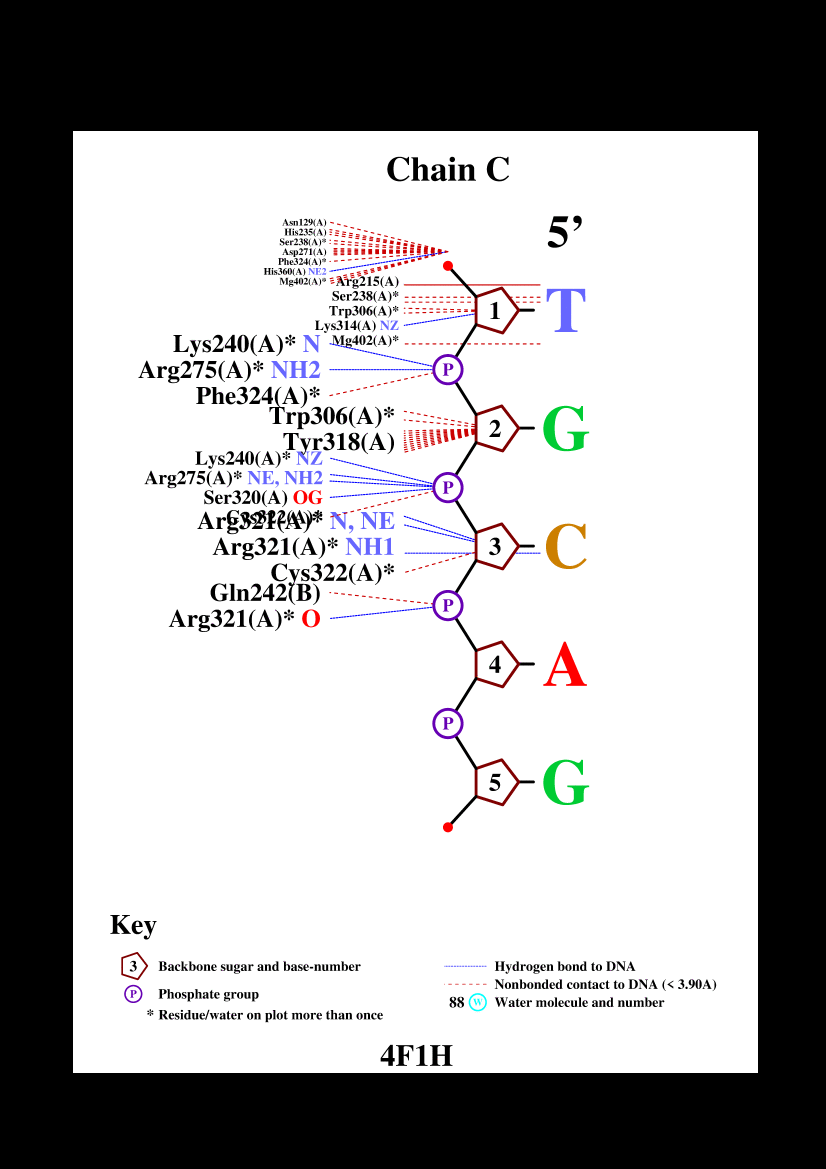 Chain C
5’
Asn129(A)
His235(A)
Ser238(A)*
Asp271(A)
Phe324(A)*
His360(A) NE2
Mg402(A)*
Arg215(A)
Ser238(A)*
Trp306(A)*
Lys314(A) NZ
Mg402(A)*
1 T
Lys240(A)* N
Arg275(A)* NH2
Phe324(A)*
P
Trp306(A)*
Tyr318(A)
2 G
Lys240(A)* NZ
Arg275(A)* NE, NH2
Ser320(A) OG
Cys322(A)*
P
Arg321(A)* N, NE
Arg321(A)* NH1
Cys322(A)*
3 C
Gln242(B)
Arg321(A)* O
P
4 A
P
5 G
Key
3 Backbone sugar and base-number
P Phosphate group
* Residue/water on plot more than once
Hydrogen bond to DNA
Nonbonded contact to DNA (< 3.90A)
88 W Water molecule and number
4F1H